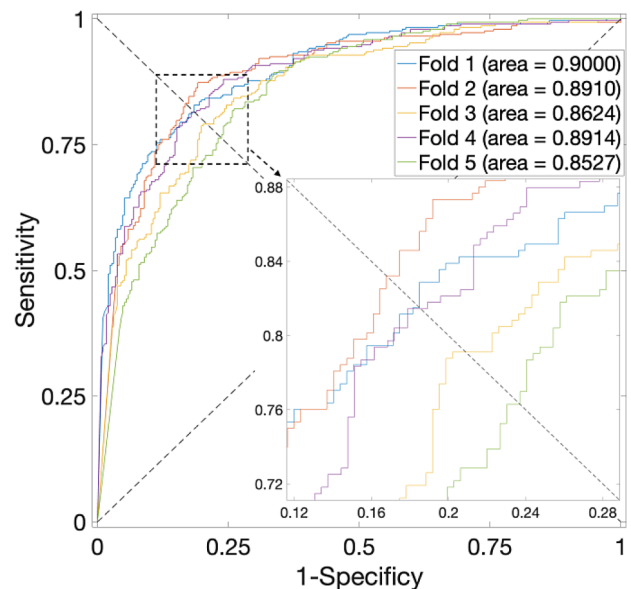 1
Fold 1 (area = 0.9000)
Fold 2 (area = 0.8910)
Fold 3 (area = 0.8624)
Fold 4 (area = 0.8914)
Fold 5 (area = 0.8527)
0.75
0.88
0.84
0.8
0.76
0.72
0.12 0.16 0.2 0.24 0.28
Sensitivity
0.5
0.25
0
0 0.25 0.5 0.75 1
1-Specificy